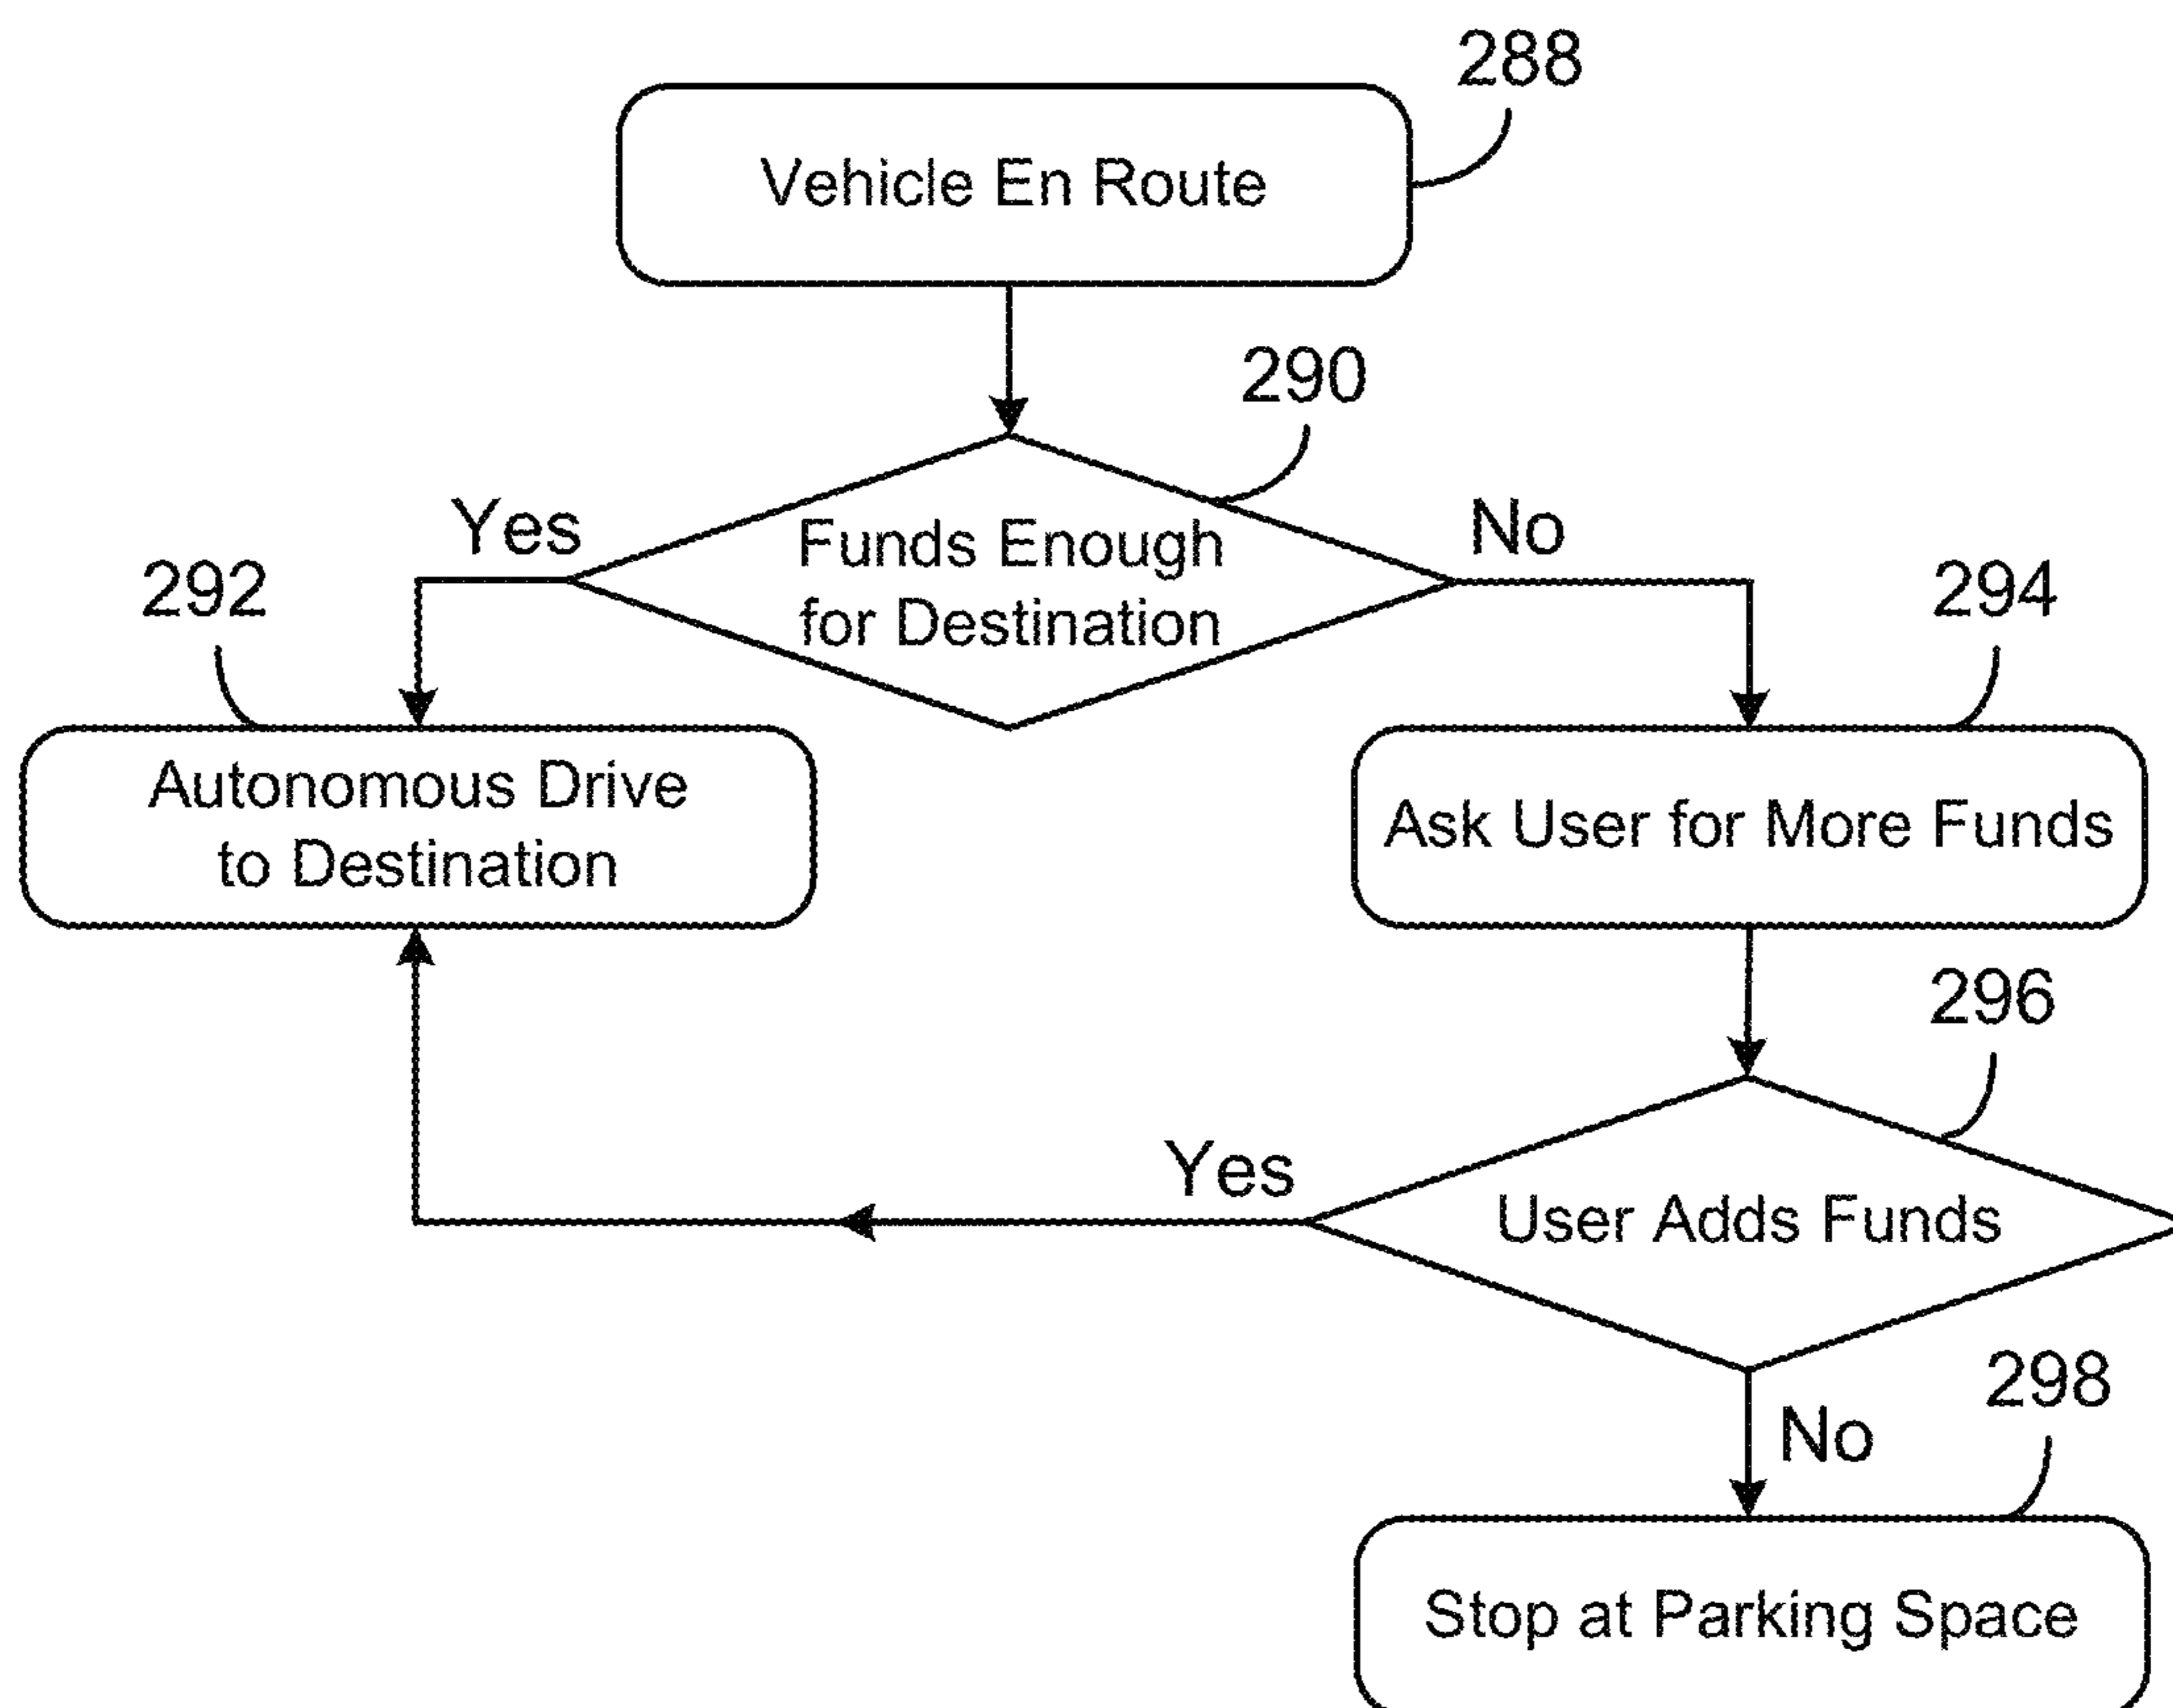 288
Vehicle En Route
290
Yes
Funds Enough
for Destination
No
292
294
Autonomous Drive
to Destination
Ask User for More Funds
296
Yes
User Adds Funds
298
No
Stop at Parking Space